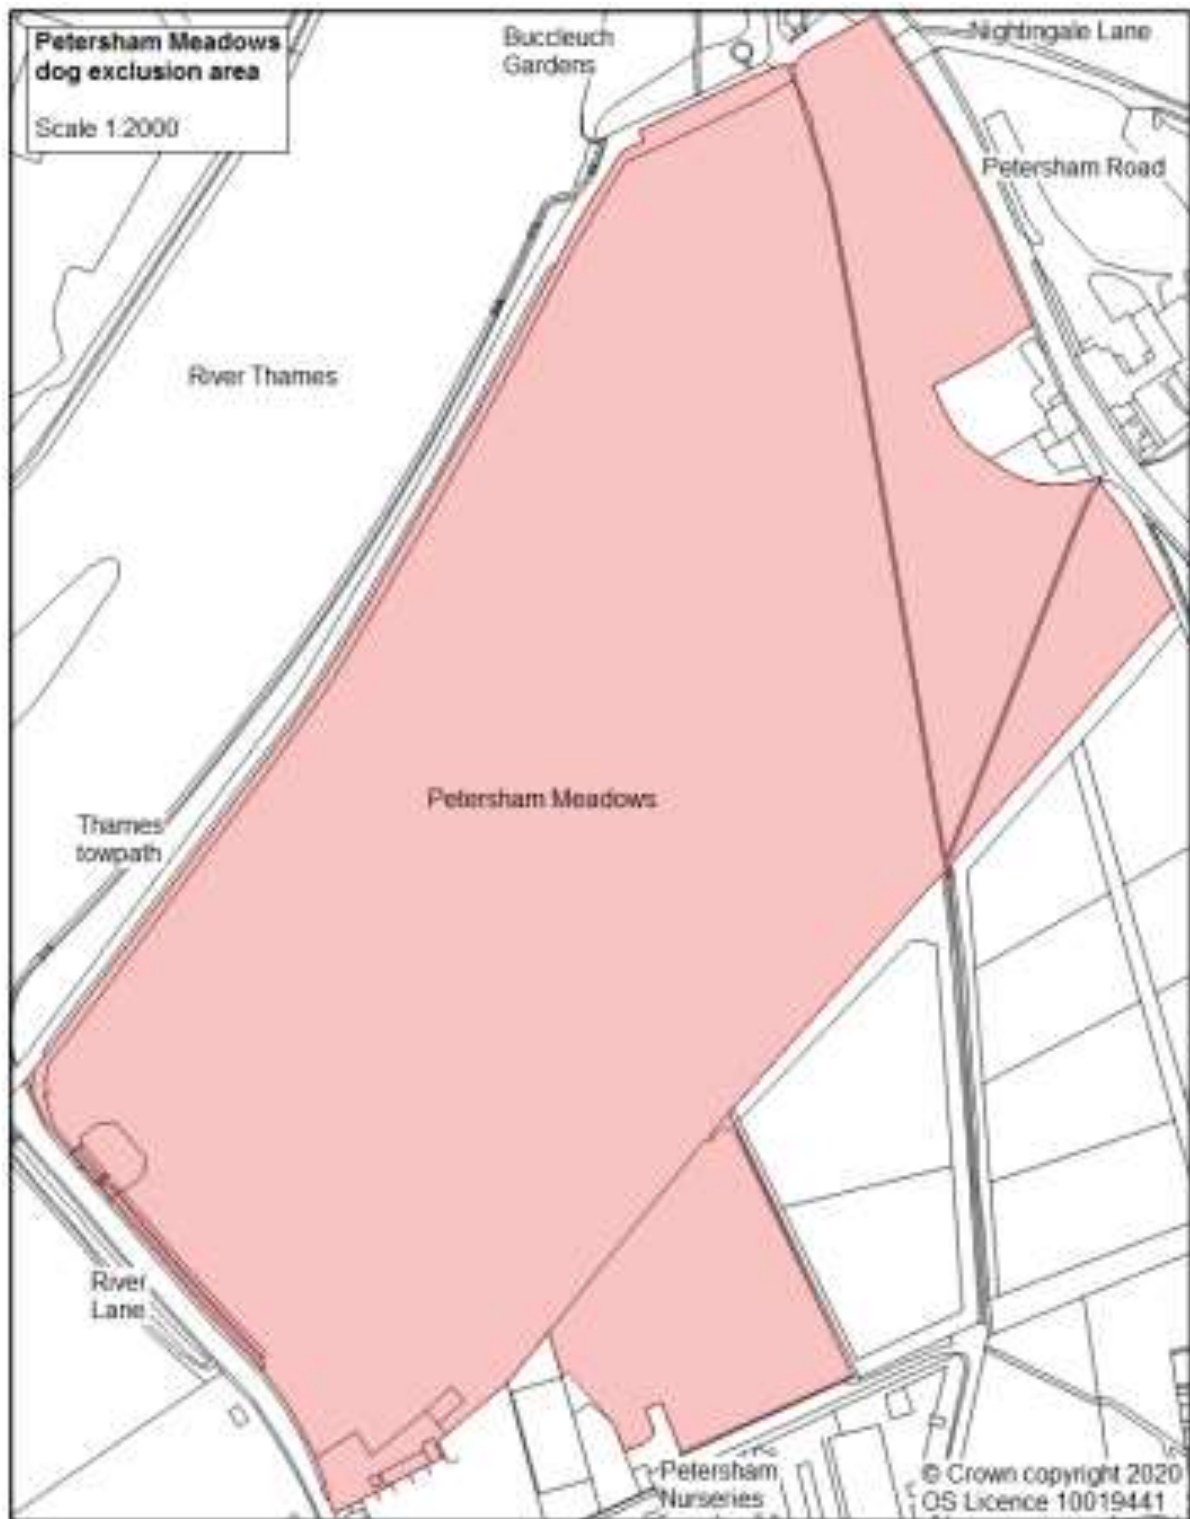 Petersham Meadows
dog exclusion area
Scale 1:2000
Buccleuch
Gardens
Nightingale Lane
Petersham Road
River Thames
Petersham Meadows
Thames
towpath
River
Lane
Petersham
Nurseries
© Crown copyright 2020
OS Licence 10019441